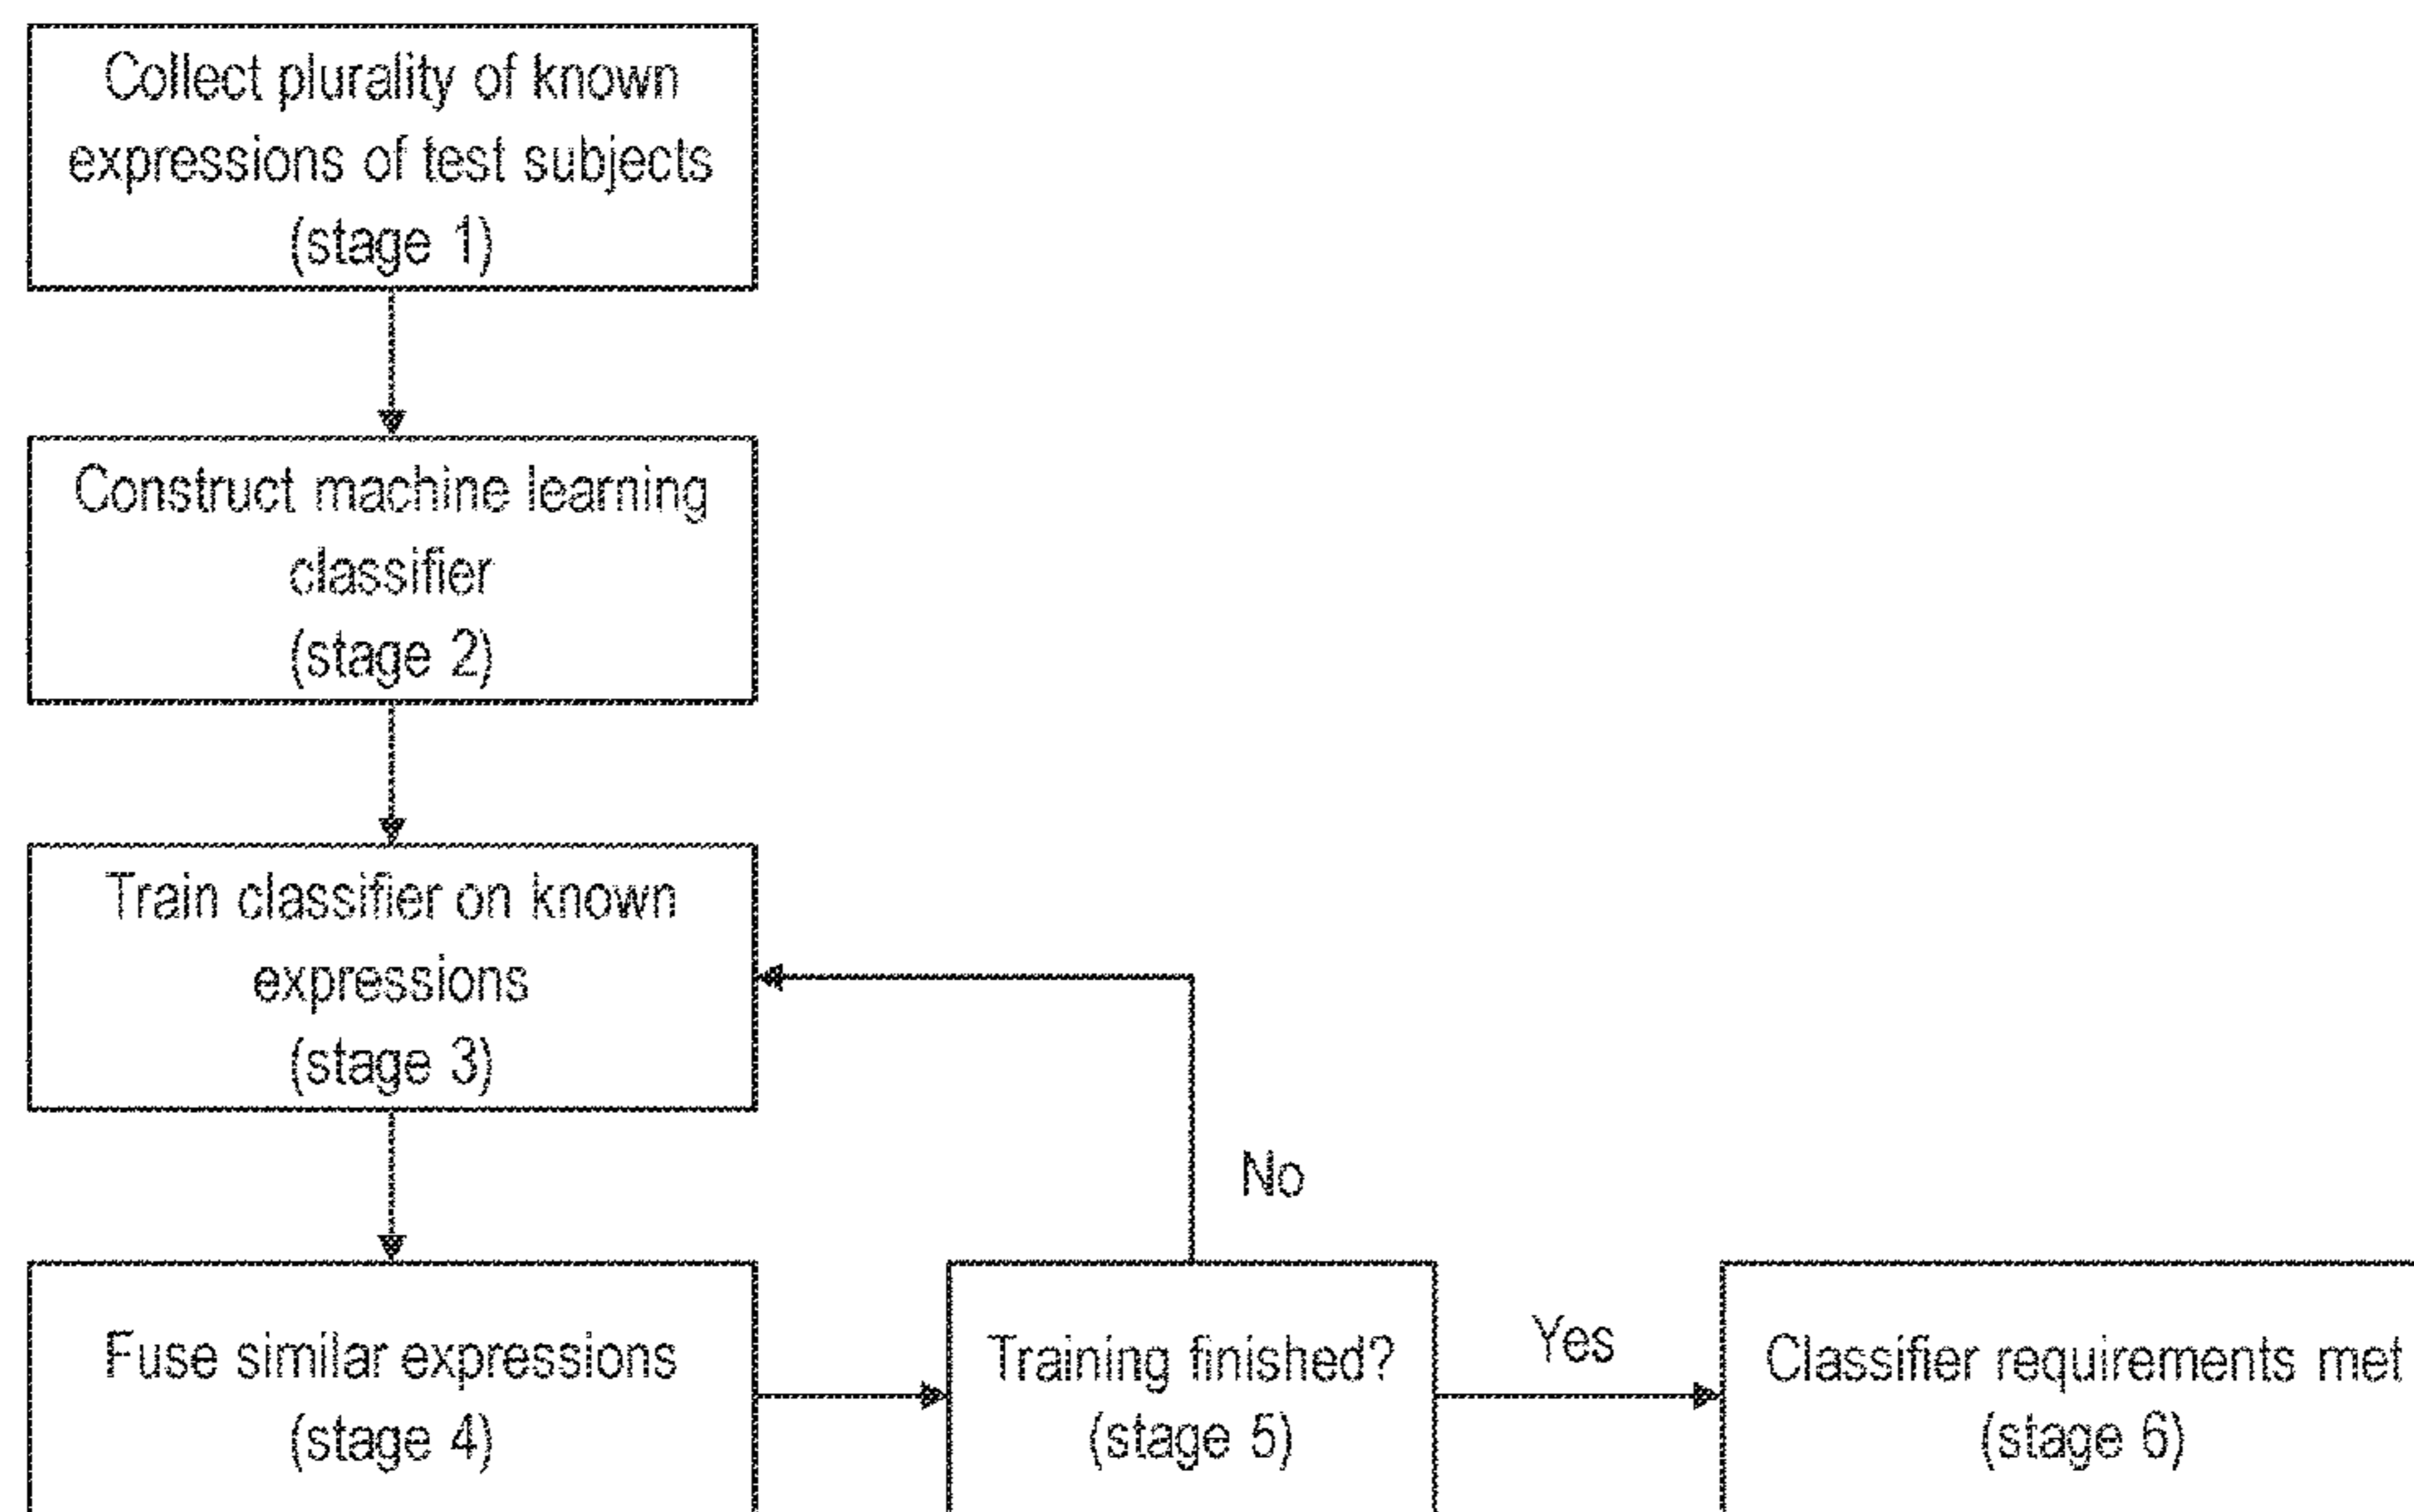 Collect plurality of known
expressions of test subjects
(stage 1)
Construct machine learning
classifier
(stage 2)
Train classifier on known
expressions
(stage 3)
No
Fuse similar expressions
(stage 4)
Training finished?
(stage 5)
Yes
Classifier requirements met
(stage 6)